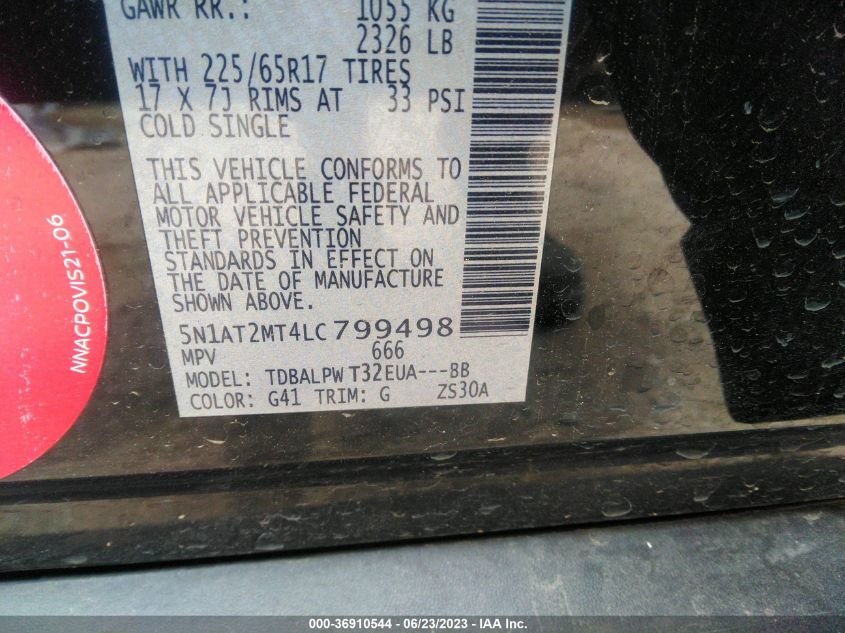 GAWR RR.: 1055 KG
2326 LB
WITH 225/65R17 TIRES
17 X 7J RIMS AT 33 PSI
COLD SINGLE
THIS VEHICLE CONFORMS TO
ALL APPLICABLE FEDERAL
MOTOR VEHICLE SAFETY AND
THEFT PREVENTION
STANDARDS IN EFFECT ON
THE DATE OF MANUFACTURE
SHOWN ABOVE.
5N1AT2MT4LC799498
MPV 666
MODEL: TDBALPW T32EUA---BB
COLOR: G41 TRIM: G ZS30A
NNACPOVIS21-06
000-36910544 - 06/23/2023 - IAA Inc.